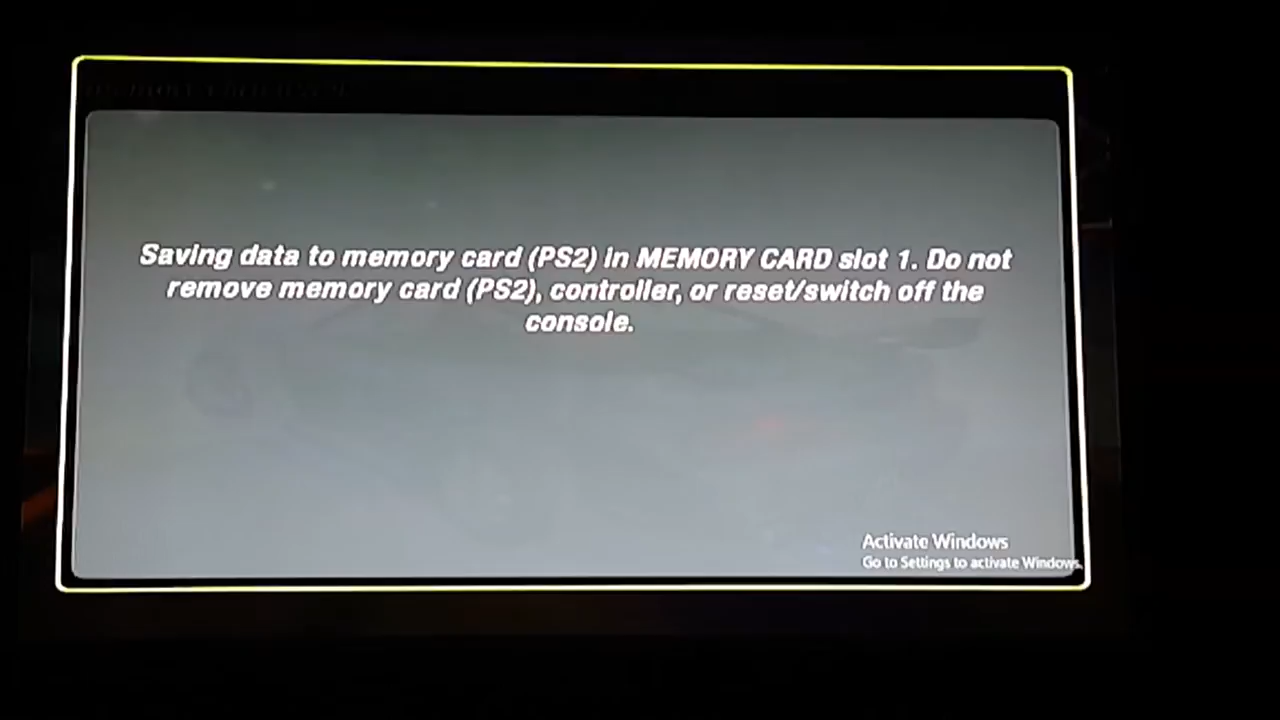 Saving data to memory card (PS2) in MEMORY CARD slot 1. Do not
remove memory card (PS2), controller, or reset/switch off the
console.
Activate Windows
Go to Settings to activate Windows.